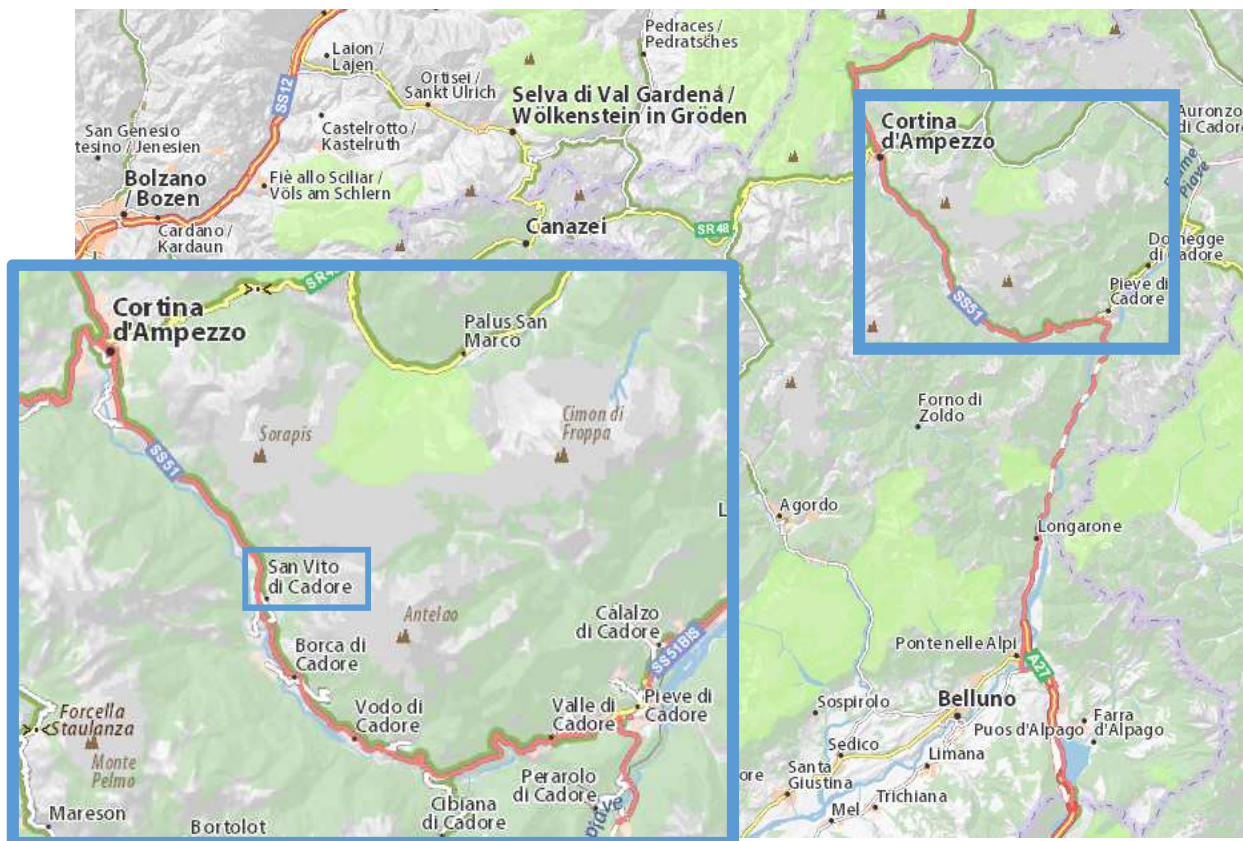 Pedraces /
Pedratsches
Laion /
Lajen
Ortisei /
Sankt Ulrich
SS12
Selva di Val Gardena /
Wölkenstein in Gröden
Castelrotto /
Kastelruth
San Genesio
tesino / Jenesien
Bolzano
/ Bozen
Fiè allo Sciliar /
Völs am Schlern
Cardano /
Kardaun
Canazei
SR48
Cortina
d'Ampezzo
Auronzo
di Cadore
Piave
Domegge
di Cadore
Pieve di
Cadore
SS51
Forno di
Zoldo
Agordo
Longarone
Pontenelle Alpi
A27
Belluno
Sospirolo
Puos d'Alpago
Farra
d'Alpago
Sedico
Limana
ore
Santa
Giustina
Trichiana
Mel
Cortina
d'Ampezzo
Palus San
Marco
Sorapis
Cimon di
Froppa
SS51
L
San Vito
di Cadore
Antelao
Calalzo
di Cadore
SS51BIS
Borca di
Cadore
Vodo di
Cadore
Valle di
Cadore
Pieve di
Cadore
Forcella
Staulanza
Monte
Pelmo
Perarolo
di Cadore
Piave
Mareson
Bortolot
Cibiana
di Cadore